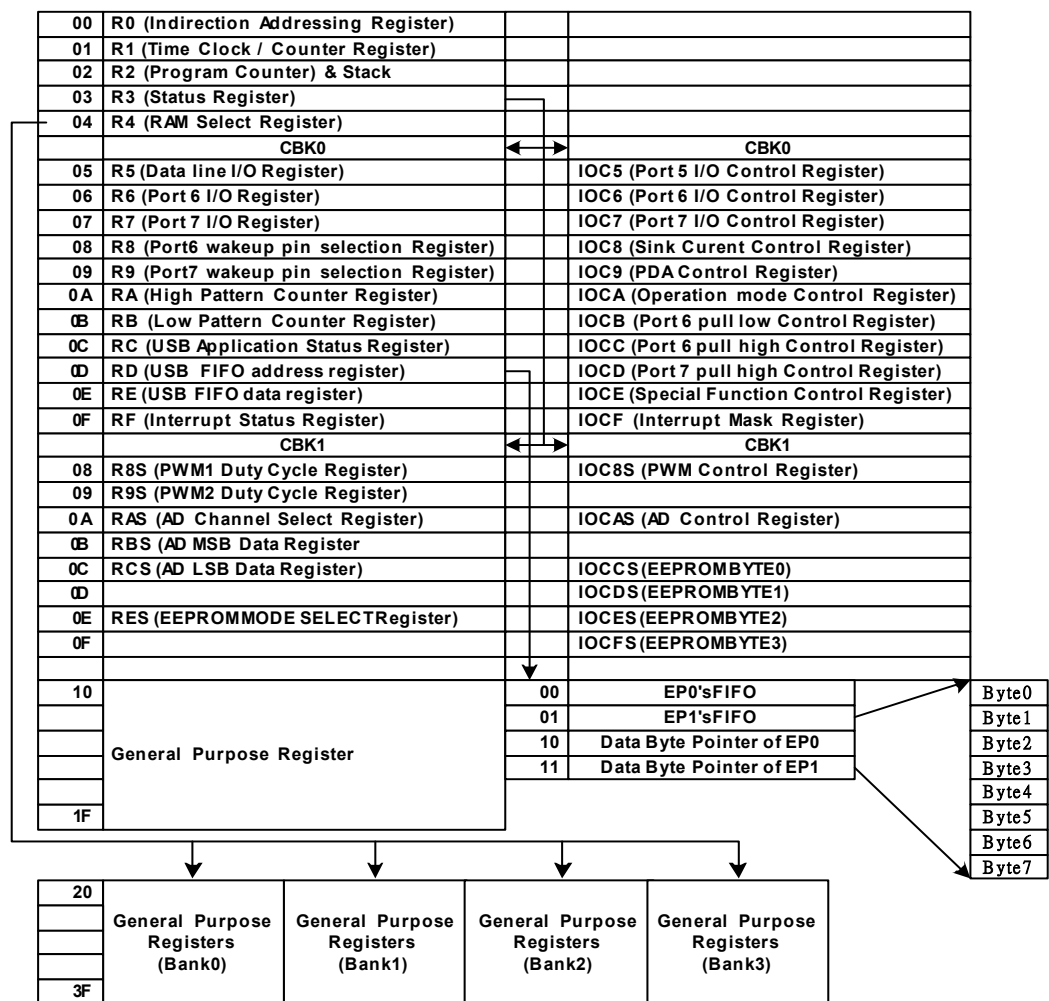 00 R0 (Indirection Addressing Register)
01 R1 (Time Clock / Counter Register)
02 R2 (Program Counter) & Stack
03 R3 (Status Register)
04 R4 (RAM Select Register)
CBK0 CBK0
05 R5 (Data line I/O Register) IOC5 (Port 5 I/O Control Register)
06 R6 (Port 6 I/O Register) IOC6 (Port 6 I/O Control Register)
07 R7 (Port 7 I/O Register) IOC7 (Port 7 I/O Control Register)
08 R8 (Port6 wakeup pin selection Register) IOC8 (Sink Curent Control Register)
09 R9 (Port7 wakeup pin selection Register) IOC9 (PDA Control Register)
0A RA (High Pattern Counter Register) IOCA (Operation mode Control Register)
0B RB (Low Pattern Counter Register) IOCB (Port 6 pull low Control Register)
0C RC (USB Application Status Register) IOCC (Port 6 pull high Control Register)
0D RD (USB FIFO address register) IOCD (Port 7 pull high Control Register)
0E RE (USB FIFO data register) IOCE (Special Function Control Register)
0F RF (Interrupt Status Register) IOCF (Interrupt Mask Register)
CBK1 CBK1
08 R8S (PWM1 Duty Cycle Register) IOC8S (PWM Control Register)
09 R9S (PWM2 Duty Cycle Register)
0A RAS (AD Channel Select Register) IOCAS (AD Control Register)
0B RBS (AD MSB Data Register
0C RCS (AD LSB Data Register) IOCCS (EEPROMBYTE0)
0D IOCDS (EEPROMBYTE1)
0E RES (EEPROMMODE SELECTRegister) IOCES (EEPROMBYTE2)
0F IOCFS (EEPROMBYTE3)
10 00 EP0'sFIFO Byte0
01 EP1'sFIFO Byte1
10 Data Byte Pointer of EP0 Byte2
General Purpose Register
11 Data Byte Pointer of EP1 Byte3
Byte4
1F Byte5
Byte6
Byte7
20
General Purpose General Purpose General Purpose General Purpose
Registers Registers Registers Registers
(Bank0) (Bank1) (Bank2) (Bank3)
3F